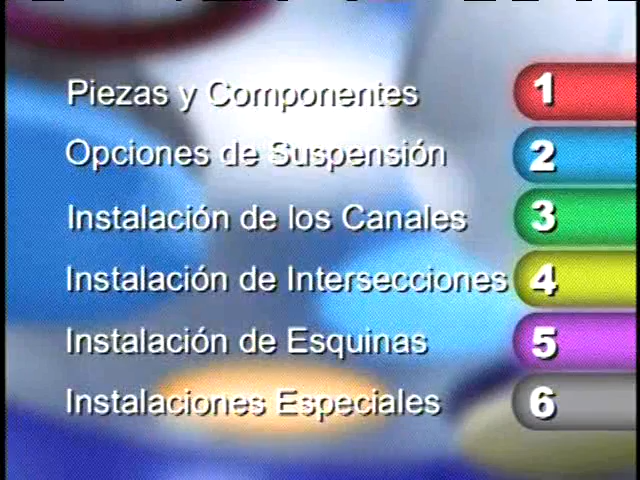 Piezas y Componentes 1
Opciones de Suspensión 2
Instalación de los Canales 3
Instalación de Intersecciones 4
Instalación de Esquinas 5
Instalaciones Especiales 6